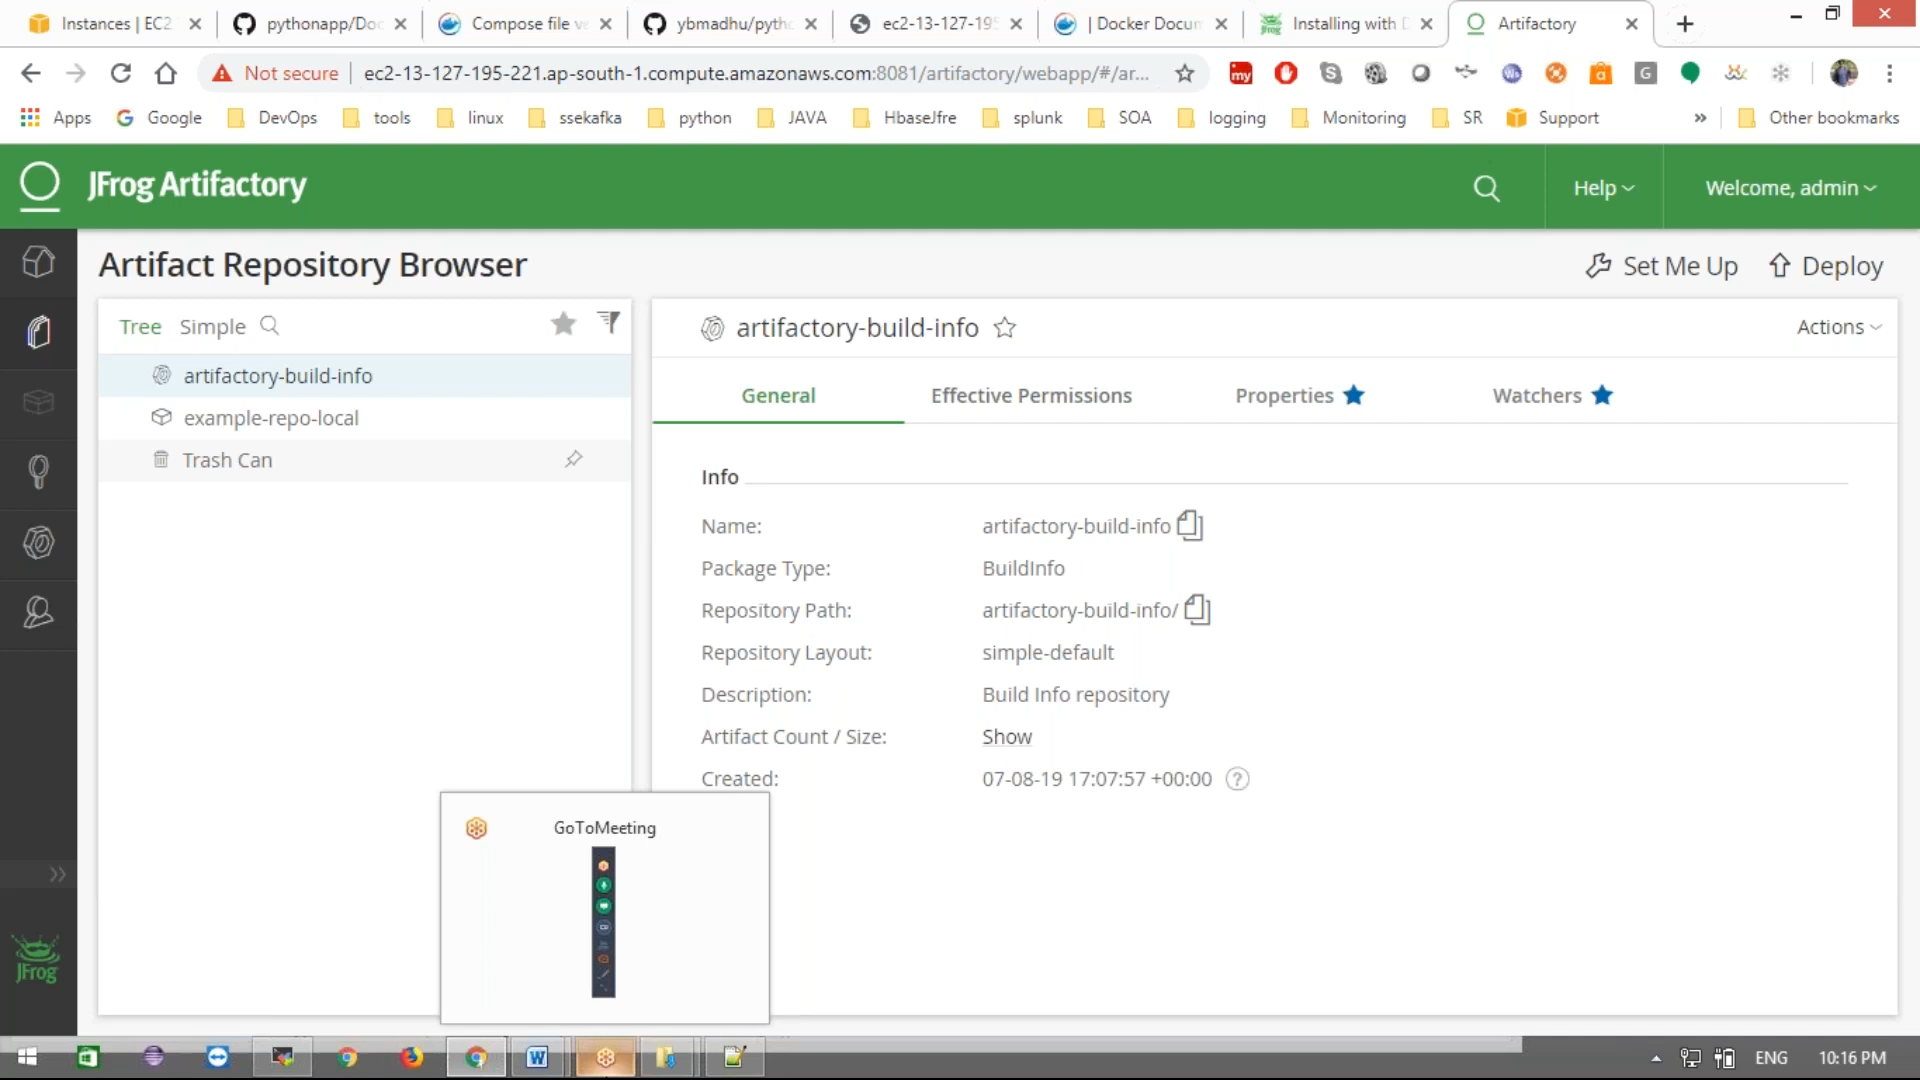 Instances | EC2
pythonapp/Doc
Compose file ve
ybmadhu/pytho
ec2-13-127-195
| Docker Docum
Installing with D
Artifactory
Not secure
ec2-13-127-195-221.ap-south-1.compute.amazonaws.com:8081/artifactory/webapp/#/ar...
my
Apps
Google
DevOps
tools
linux
ssekafka
python
JAVA
HbaseJfre
splunk
SOA
logging
Monitoring
SR
Support
»
Other bookmarks
JFrog Artifactory
Help
Welcome, admin
Artifact Repository Browser
Set Me Up
Deploy
Tree
Simple
artifactory-build-info
example-repo-local
Trash Can
artifactory-build-info
Actions
General
Effective Permissions
Properties
Watchers
Info
Name:
artifactory-build-info
Package Type:
BuildInfo
Repository Path:
artifactory-build-info/
Repository Layout:
simple-default
Description:
Build Info repository
Artifact Count / Size:
Show
Created:
07-08-19 17:07:57 +00:00
GoToMeeting
JFrog
ENG
10:16 PM